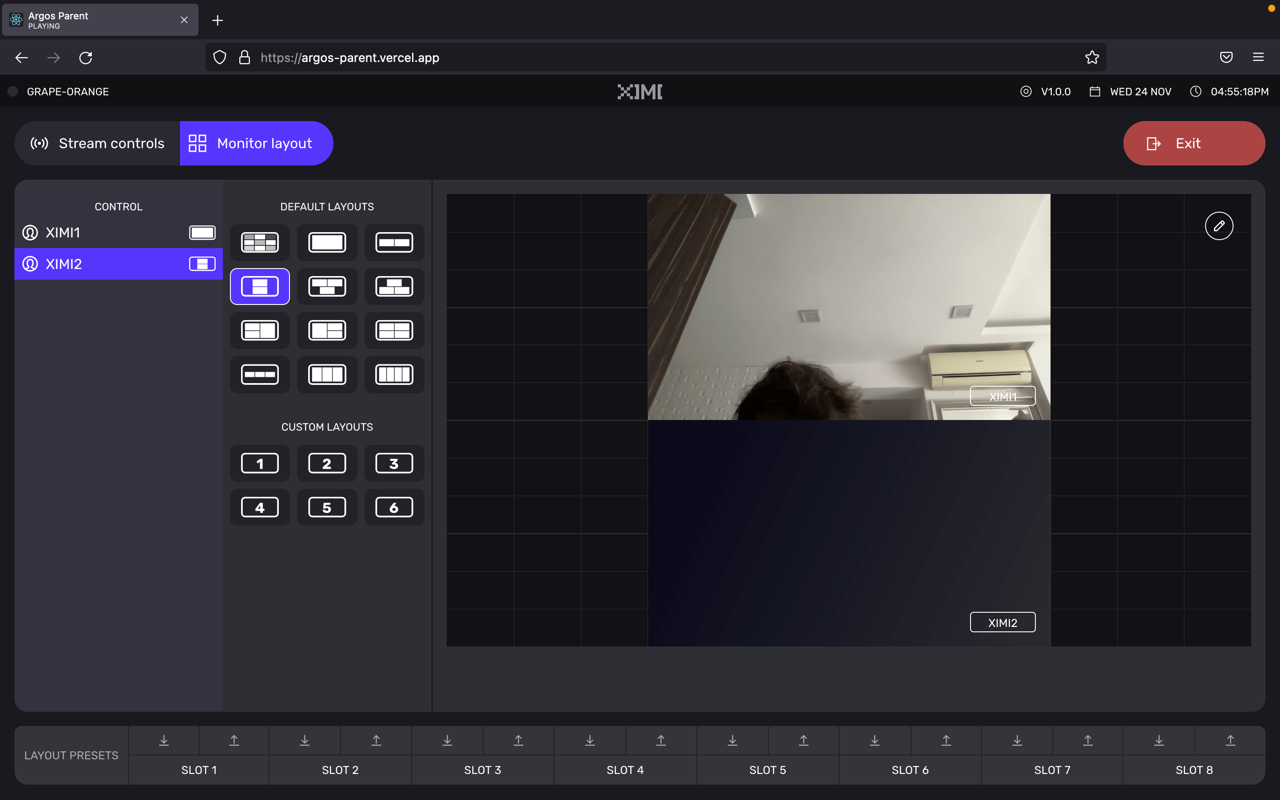 Argos Parent
PLAYING
https://argos-parent.vercel.app
GRAPE-ORANGE
XIMI
V1.0.0
WED 24 NOV
04:55:18PM
Stream controls
Monitor layout
Exit
CONTROL
XIMI1
XIMI2
DEFAULT LAYOUTS
CUSTOM LAYOUTS
1 2 3
4 5 6
XIMI1
XIMI2
LAYOUT PRESETS
SLOT 1
SLOT 2
SLOT 3
SLOT 4
SLOT 5
SLOT 6
SLOT 7
SLOT 8